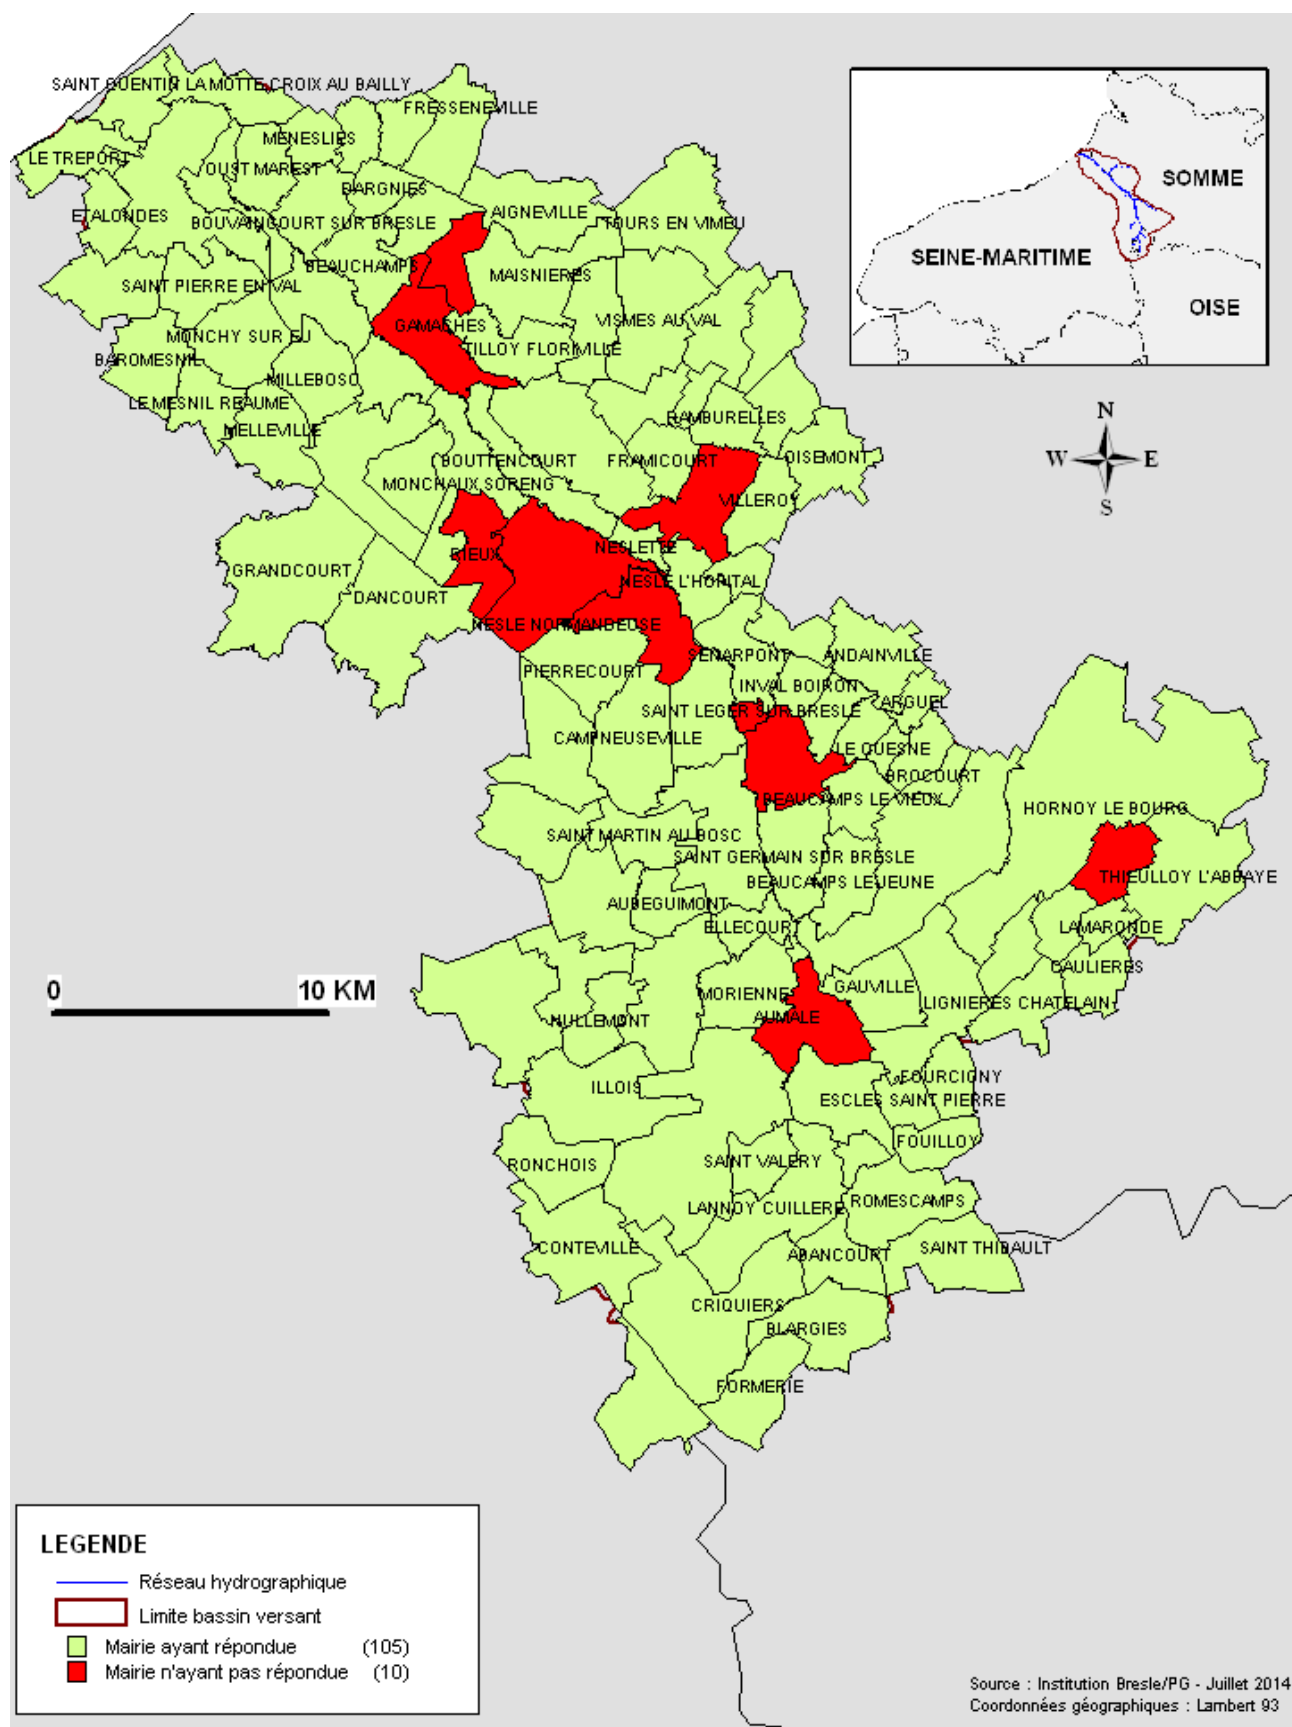 SAINT QUENTIN LA MOTTE CROIX AU BAILLY
FRESSENEVILLE
MENESLIES
LE TREPORT
OUST MAREST
DARGNIES
ETALONDES
BOUVAINCOURT SUR BRESLE
AIGNEVILLE
TOURS EN VIMEU
BEAUCHAMPS
MAISNIERES
SAINT PIERRE EN VAL
GAMACHES
VISMES AU VAL
MONCHY SUR EU
TILLOY FLORIVILLE
BAROMESNIL
MILLEBOSC
LE MESNIL REAUME
MELLEVILLE
RAMBURELLES
BOUTTENCOURT
FRAMICOURT
OISEMONT
MONCHAUX SORENG
VILLEROY
RIEUX
NESLETTE
GRANDCOURT
NESLE L'HOPITAL
DANCOURT
NESLE NORMANDEUSE
SENARPONT
ANDAINVILLE
PIERRECOURT
INVAL BOIRON
ARGUEL
SAINT LEGER SUR BRESLE
CAMPNEUSEVILLE
LE QUESNE
BROCOURT
BEAUCAMPS LE VIEUX
HORNOY LE BOURG
SAINT MARTIN AU BOSC
SAINT GERMAIN SUR BRESLE
THIEULLOY L'ABBAYE
BEAUCAMPS LE JEUNE
AUBEGUIMONT
ELLECOURT
LAMARONDE
CAULIERES
MORIENNE
GAUVILLE
LIGNIERES CHATELAIN
NULLEMONT
AUMALE
ILLOIS
FOURCIGNY
ESCLES SAINT PIERRE
FOUILLOY
RONCHOIS
SAINT VALERY
LANNOY CUILLERE
ROMESCAMPS
CONTEVILLE
ABANCOURT
SAINT THIBAULT
CRIQUIERS
BLARGIES
FORMERIE
SOMME
SEINE-MARITIME
OISE
N
W E
S
0 10 KM
LEGENDE
Réseau hydrographique
Limite bassin versant
Mairie ayant répondue (105)
Mairie n'ayant pas répondue (10)
Source : Institution Bresle/PG - Juillet 2014
Coordonnées géographiques : Lambert 93